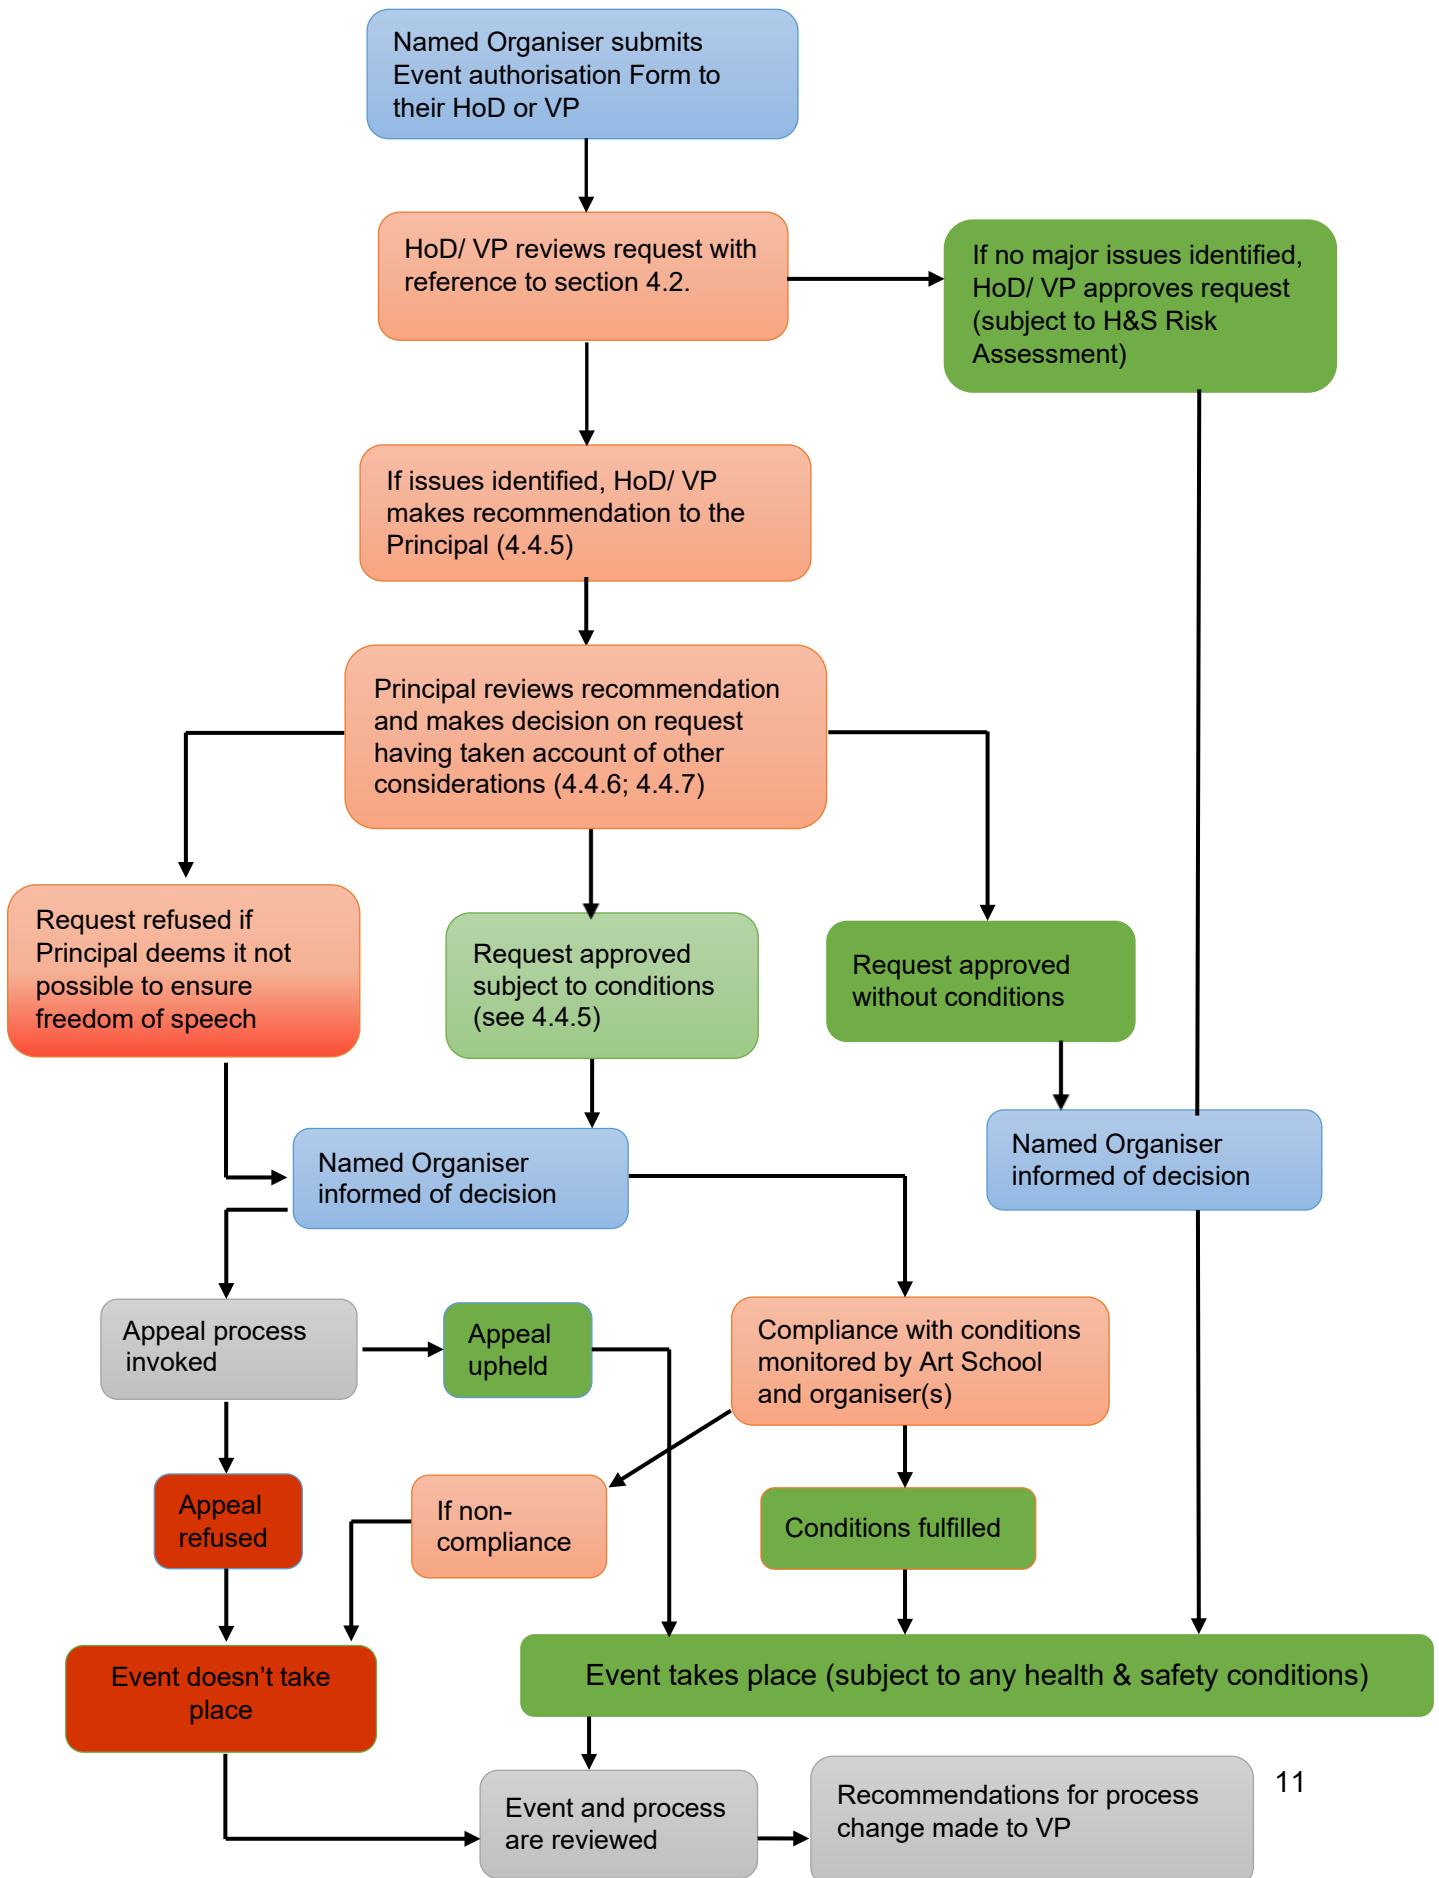 Named Organiser submits
Event authorisation Form to
their HoD or VP
HoD/ VP reviews request with
reference to section 4.2.
If no major issues identified,
HoD/ VP approves request
(subject to H&S Risk
Assessment)
If issues identified, HoD/ VP
makes recommendation to the
Principal (4.4.5)
Principal reviews recommendation
and makes decision on request
having taken account of other
considerations (4.4.6; 4.4.7)
Request refused if
Principal deems it not
possible to ensure
freedom of speech
Request approved
subject to conditions
(see 4.4.5)
Request approved
without conditions
Named Organiser
informed of decision
Named Organiser
informed of decision
Appeal process
invoked
Appeal
upheld
Compliance with conditions
monitored by Art School
and organiser(s)
Appeal
refused
If non-
compliance
Conditions fulfilled
Event doesn’t take
place
Event takes place (subject to any health & safety conditions)
Event and process
are reviewed
Recommendations for process
change made to VP
11